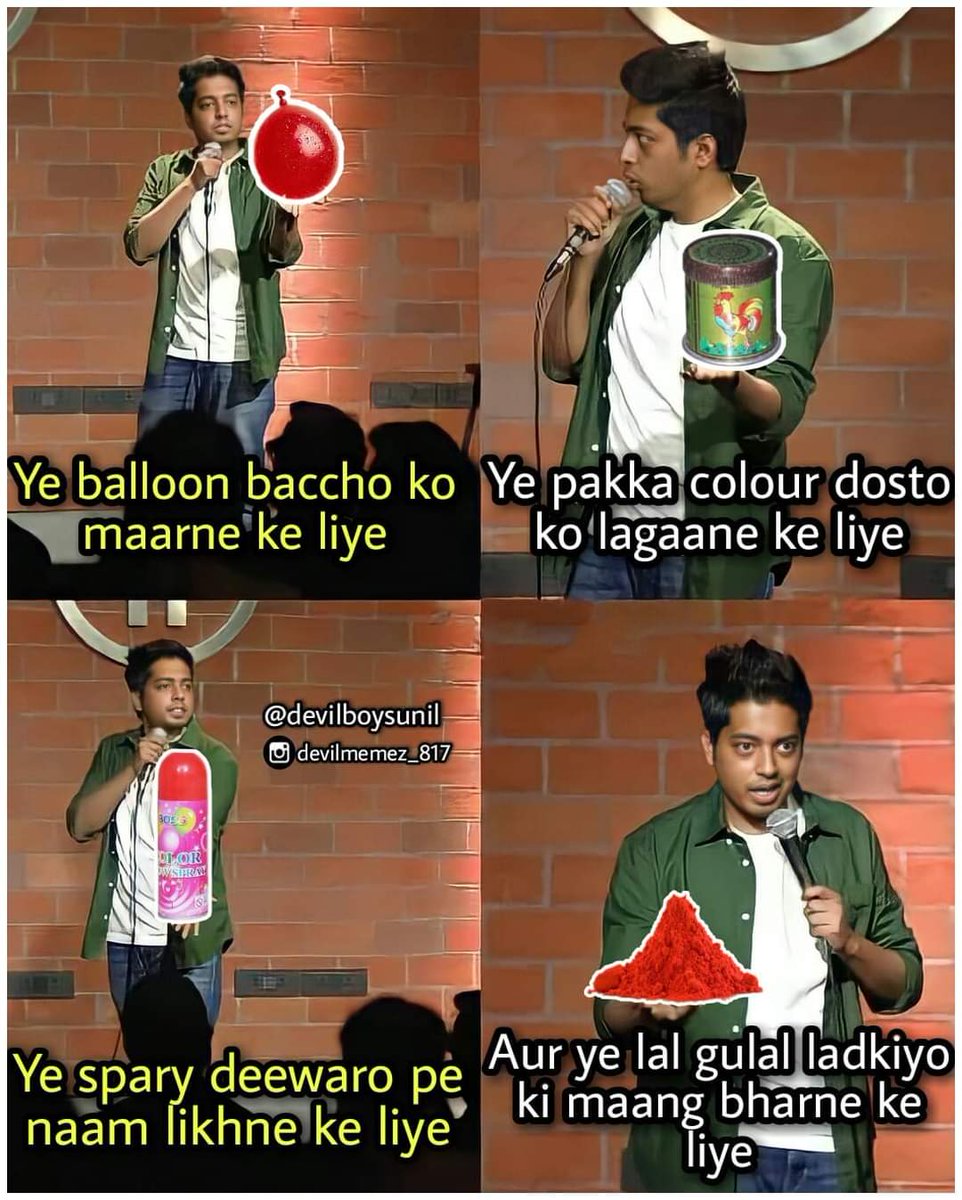 Ye balloon baccho ko
maarne ke liye
Ye pakka colour dosto
ko lagaane ke liye
@devilboysunil
devilmemez_817
Ye spary deewaro pe
naam likhne ke liye
Aur ye lal gulal ladkiyo
ki maang bharne ke
liye